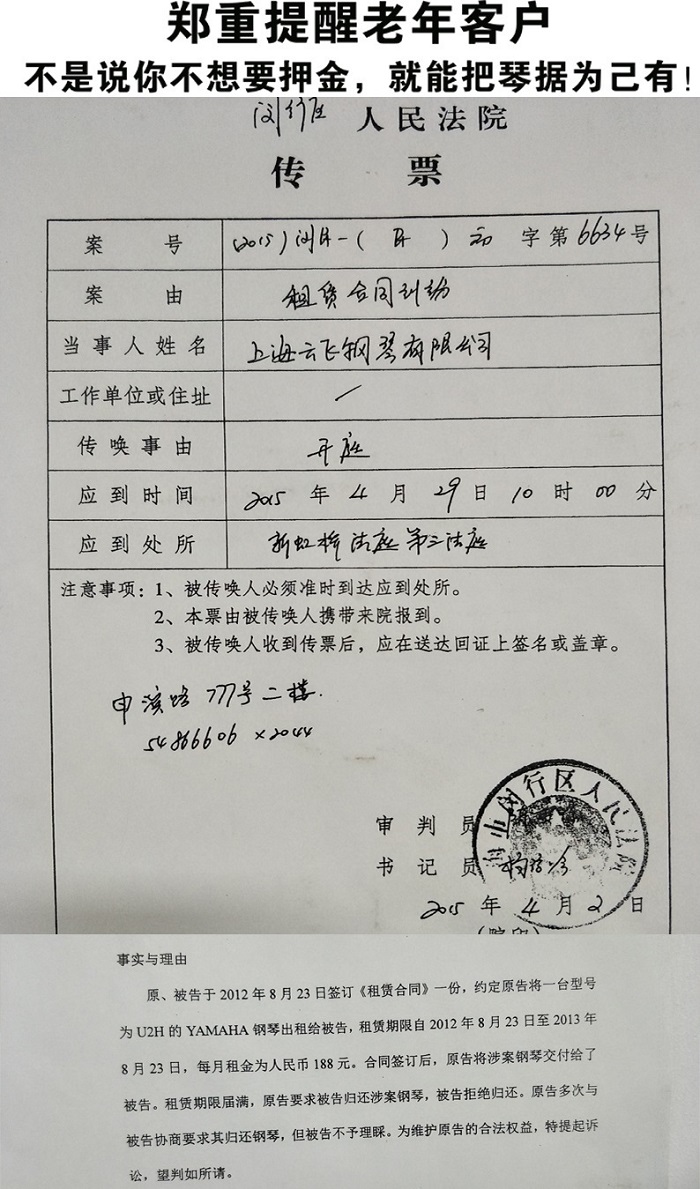 郑重提醒老年客户
不是说你不想要押金，就能把琴据为己有！
闵行区 人民法院
传 票
案 号 (2015)闵民一(民)初 字第6634号
案 由 租赁合同纠纷
当事人姓名 上海云飞钢琴有限公司
工作单位或住址 /
传唤事由 开庭
应到时间 2015年4月29日10时00分
应到处所 新虹桥法庭第三法庭
注意事项：1、被传唤人必须准时到达应到处所。
2、本票由被传唤人携带来院报到。
3、被传唤人收到传票后，应在送达回证上签名或盖章。
申滨路777号二楼.
54866606×2044
审判员
书记员
海市闵行区人民法院
2015年4月2日
(院印)
事实与理由
原、被告于2012年8月23日签订《租赁合同》一份，约定原告将一台型号
为U2H的YAMAHA钢琴出租给被告，租赁期限自2012年8月23日至2013年
8月23日，每月租金为人民币188元。合同签订后，原告将涉案钢琴交付给了
被告。租赁期限届满，原告要求被告归还涉案钢琴，被告拒绝归还。原告多次与
被告协商要求其归还钢琴，但被告不予理睬。为维护原告的合法权益，特提起诉
讼，望判如所请。